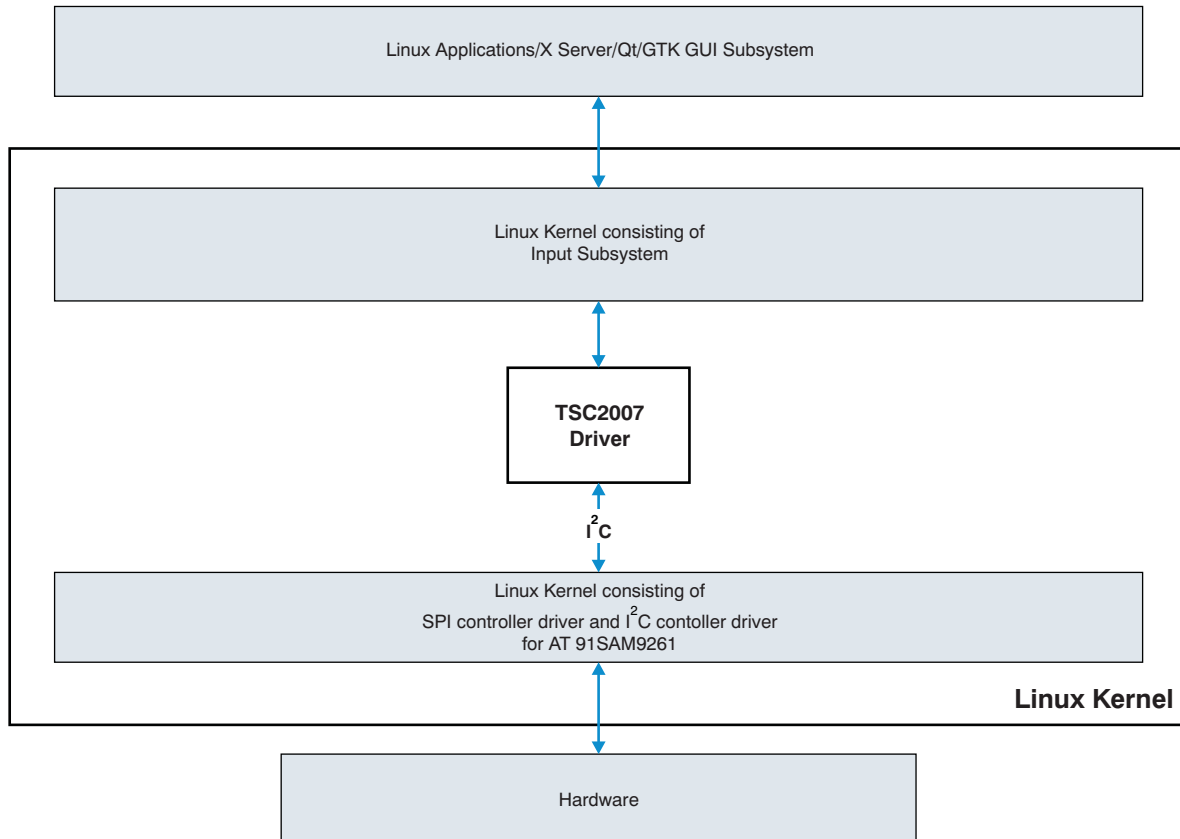 Linux Applications/X Server/Qt/GTK GUI Subsystem
Linux Kernel consisting of
Input Subsystem
TSC2007
Driver
I²C
Linux Kernel consisting of
SPI controller driver and I²C contoller driver
for AT 91SAM9261
Linux Kernel
Hardware